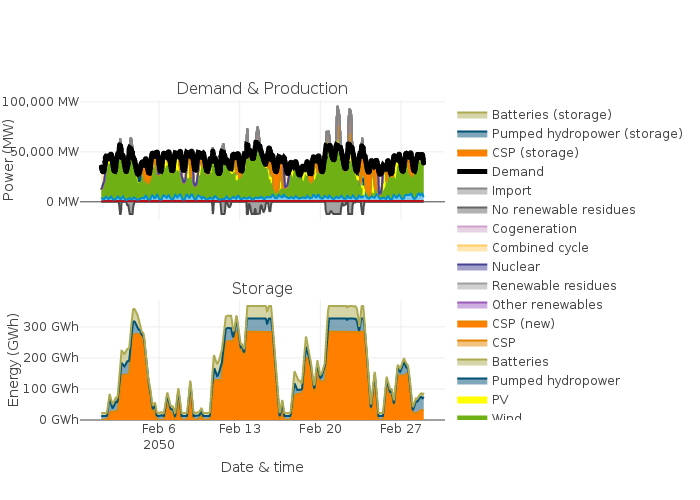 Demand & Production
100,000 MW
50,000 MW
0 MW
Power (MW)
Storage
300 GWh
200 GWh
100 GWh
0 GWh
Energy (GWh)
Feb 6
2050
Feb 13
Feb 20
Feb 27
Date & time
Batteries (storage)
Pumped hydropower (storage)
CSP (storage)
Demand
Import
No renewable residues
Cogeneration
Combined cycle
Nuclear
Renewable residues
Other renewables
CSP (new)
CSP
Batteries
Pumped hydropower
PV
Wind